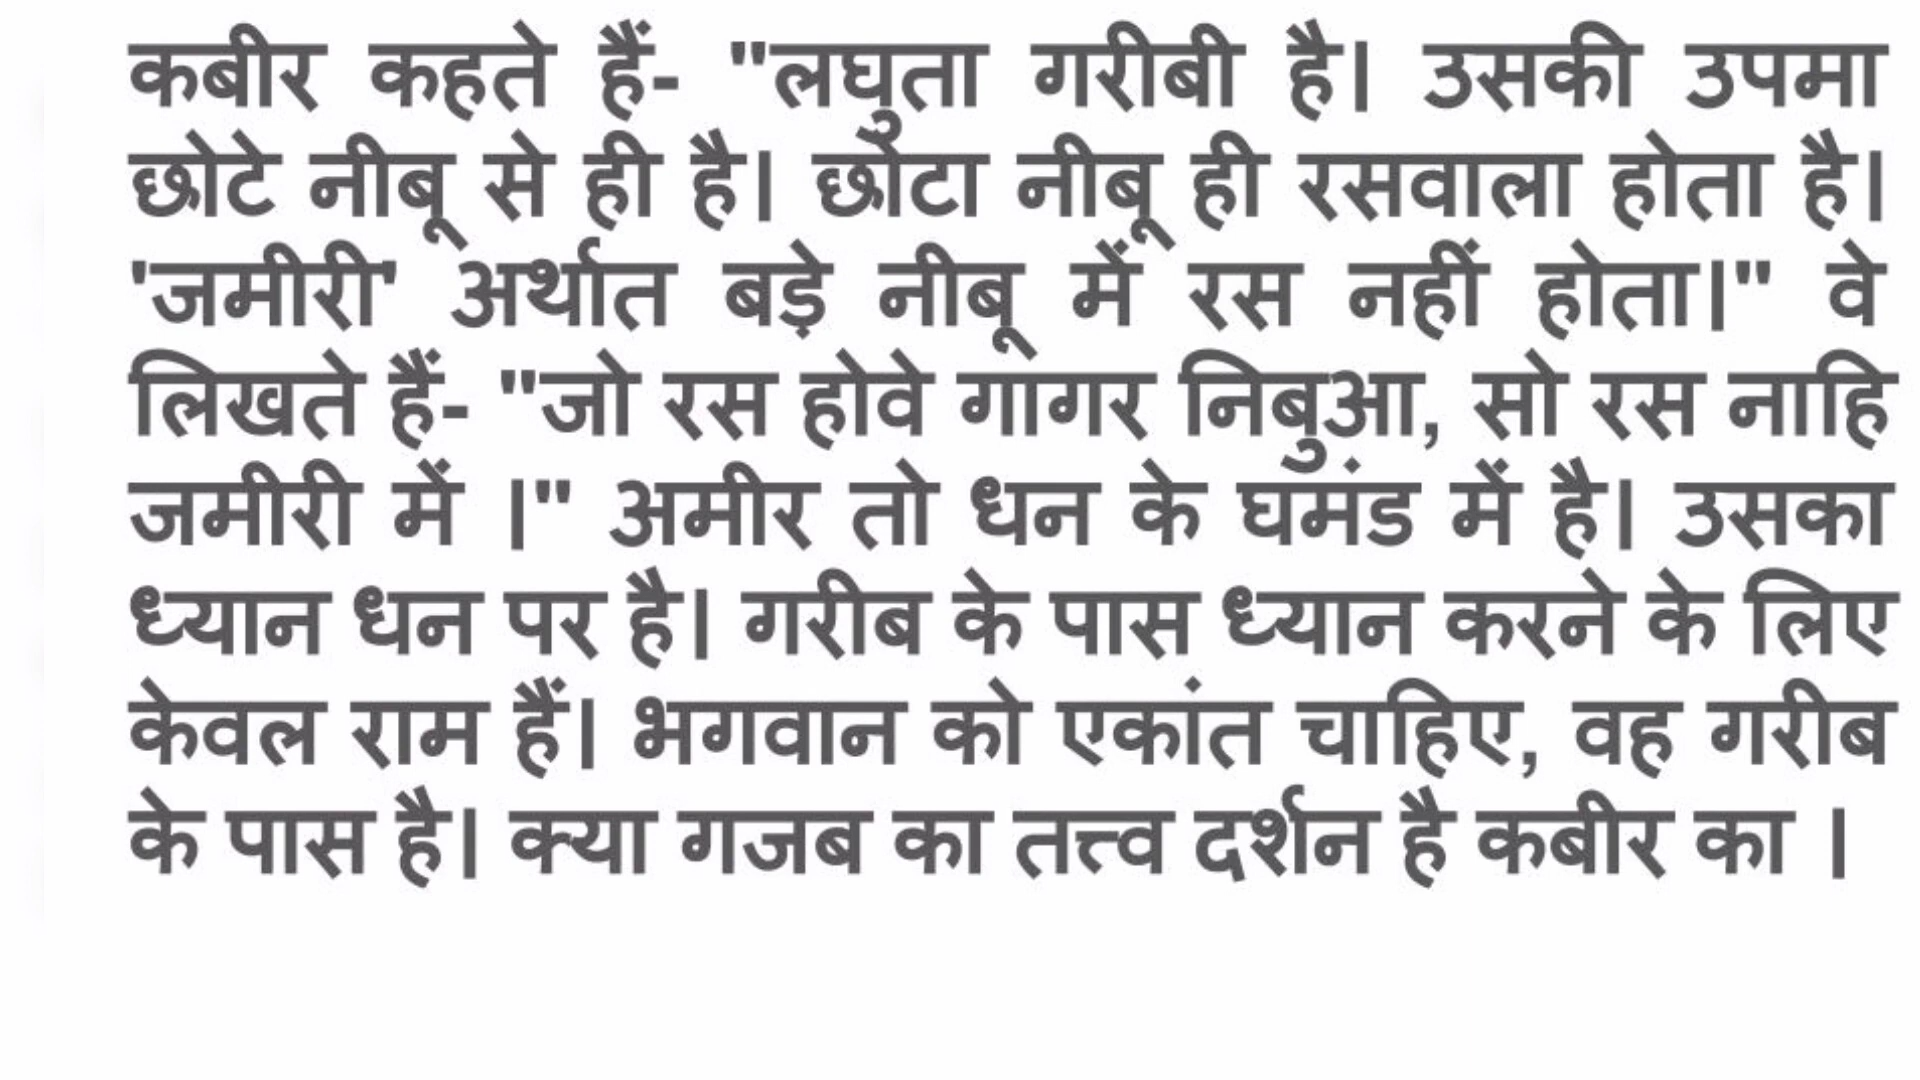 कबीर कहते हैं- "लघुता गरीबी है। उसकी उपमा
छोटे नीबू से ही है। छोटा नीबू ही रसवाला होता है।
'जमीरी' अर्थात बड़े नीबू में रस नहीं होता।" वे
लिखते हैं- "जो रस होवे गागर निबुआ, सो रस नाहि
जमीरी में ।" अमीर तो धन के घमंड में है। उसका
ध्यान धन पर है। गरीब के पास ध्यान करने के लिए
केवल राम हैं। भगवान को एकांत चाहिए, वह गरीब
के पास है। क्या गजब का तत्त्व दर्शन है कबीर का ।